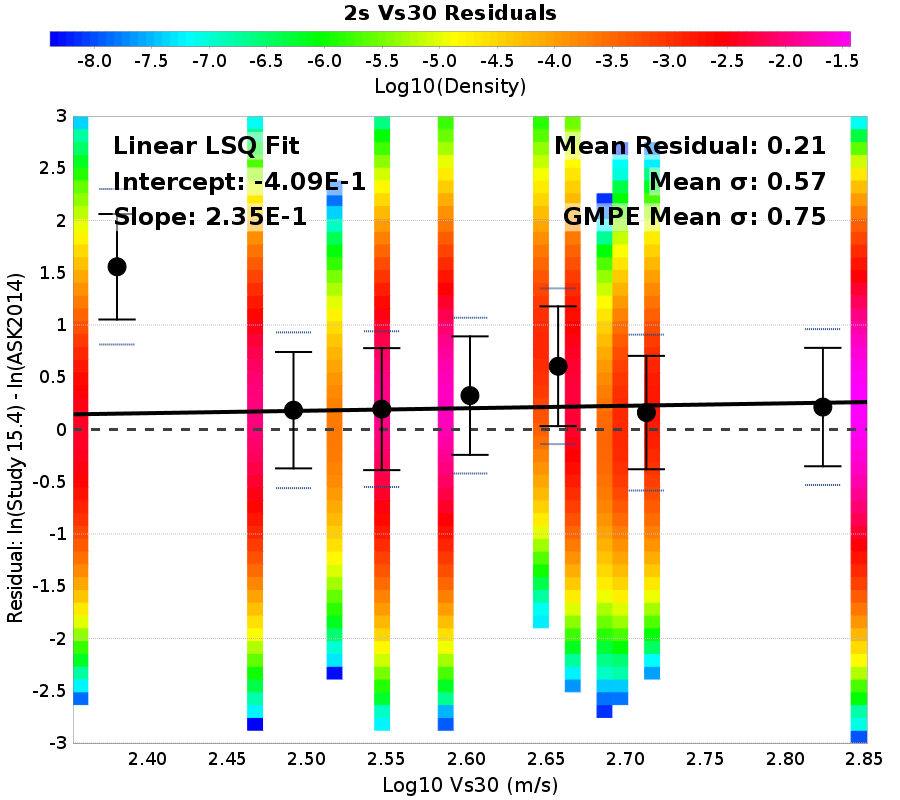 2s Vs30 Residuals
-8.0 -7.5 -7.0 -6.5 -6.0 -5.5 -5.0 -4.5 -4.0 -3.5 -3.0 -2.5 -2.0 -1.5
Log10(Density)
Linear LSQ Fit
Intercept: -4.09E-1
Slope: 2.35E-1
Mean Residual: 0.21
Mean σ: 0.57
GMPE Mean σ: 0.75
Residual: ln(Study 15.4) - ln(ASK2014)
3
2.5
2
1.5
1
0.5
0
-0.5
-1
-1.5
-2
-2.5
-3
2.40 2.45 2.50 2.55 2.60 2.65 2.70 2.75 2.80 2.85
Log10 Vs30 (m/s)